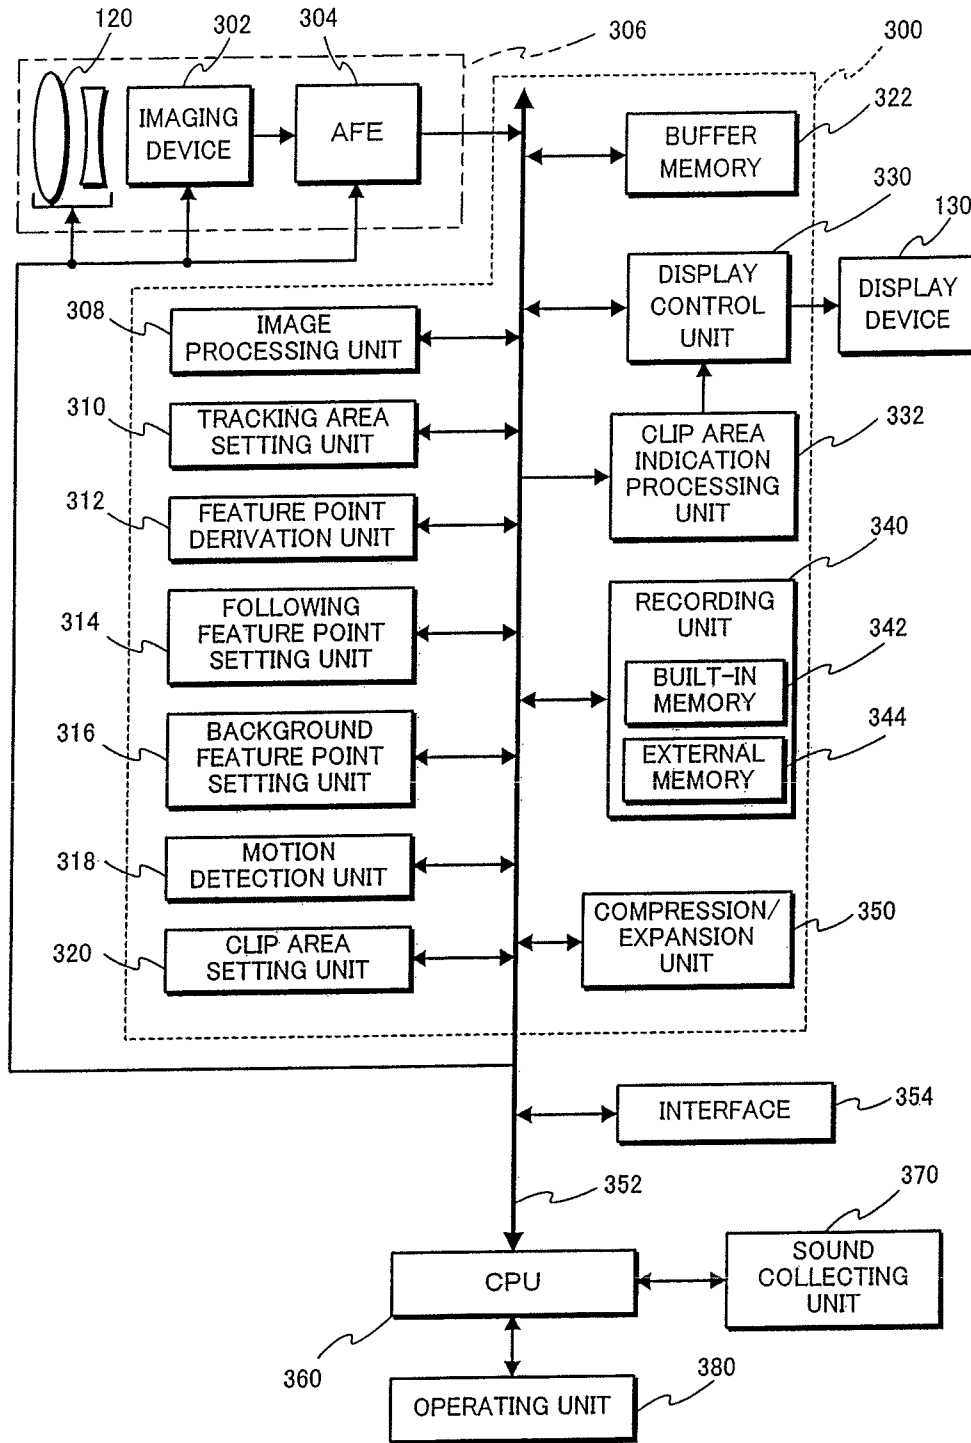 120
302
304
306
300
IMAGING
DEVICE
AFE
322
BUFFER
MEMORY
330
130
DISPLAY
CONTROL
UNIT
DISPLAY
DEVICE
308
IMAGE
PROCESSING UNIT
310
TRACKING AREA
SETTING UNIT
332
CLIP AREA
INDICATION
PROCESSING
UNIT
312
FEATURE POINT
DERIVATION UNIT
340
RECORDING
UNIT
314
FOLLOWING
FEATURE POINT
SETTING UNIT
342
BUILT-IN
MEMORY
316
BACKGROUND
FEATURE POINT
SETTING UNIT
344
EXTERNAL
MEMORY
318
MOTION
DETECTION UNIT
350
COMPRESSION/
EXPANSION
UNIT
320
CLIP AREA
SETTING UNIT
INTERFACE
354
352
370
CPU
SOUND
COLLECTING
UNIT
360
380
OPERATING UNIT